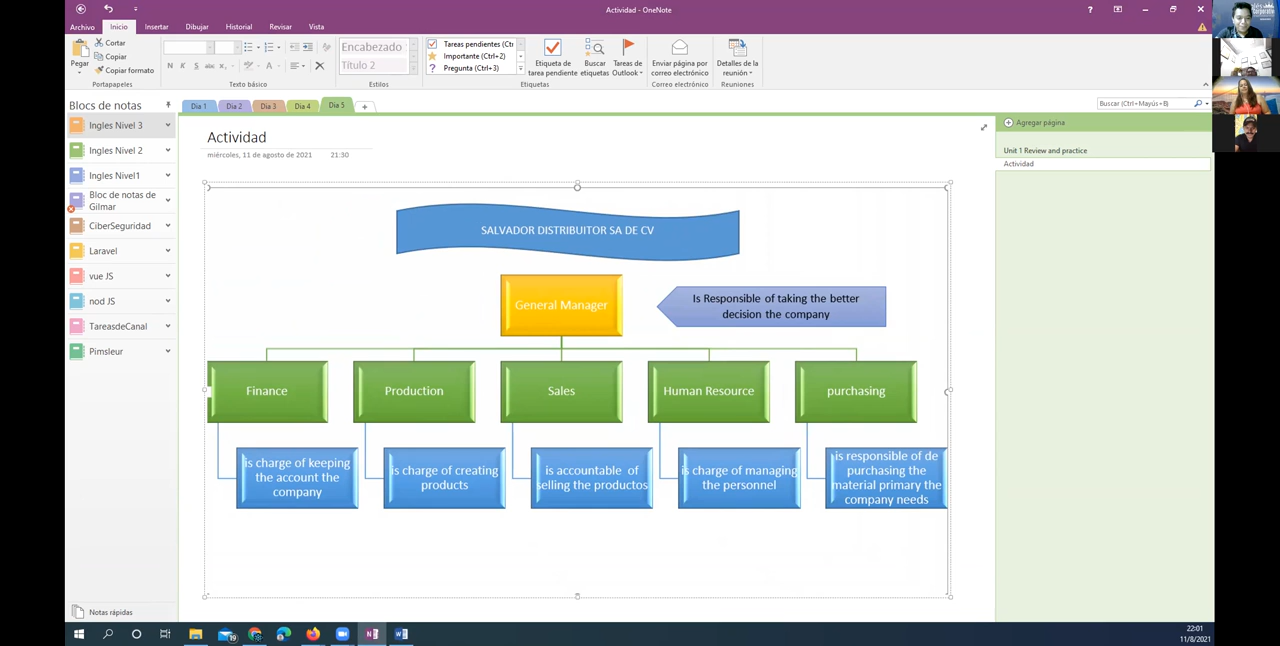 Actividad - OneNote
?
Archivo Inicio Insertar Dibujar Historial Revisar Vista
Pegar
Cortar
Copiar
Copiar formato
Portapapeles
N K S abc
Texto básico
Encabezado
Título 2
Estilos
Tareas pendientes (Ctr
Importante (Ctrl+2)
? Pregunta (Ctrl+3)
Etiqueta de
tarea pendiente
Buscar
etiquetas
Tareas de
Outlook
Etiquetas
Enviar página por
correo electrónico
Correo electrónico
Detalles de la
reunión
Reuniones
Blocs de notas
Ingles Nivel 3
Ingles Nivel 2
Ingles Nivel1
Bloc de notas de
Gilmar
CiberSeguridad
Laravel
vue JS
nod JS
TareasdeCanal
Pimsleur
Notas rápidas
Dia 1 Dia 2 Dia 3 Dia 4 Dia 5 +
Buscar (Ctrl+Mayús+B)
Actividad
miércoles, 11 de agosto de 2021 21:30
Agregar página
Unit 1 Review and practice
Actividad
SALVADOR DISTRIBUITOR SA DE CV
General Manager
Is Responsible of taking the better
decision the company
Finance
Production
Sales
Human Resource
purchasing
is charge of keeping
the account the
company
is charge of creating
products
is accountable of
selling the productos
is charge of managing
the personnel
is responsible of de
purchasing the
material primary the
company needs
19
22:01
11/8/2021